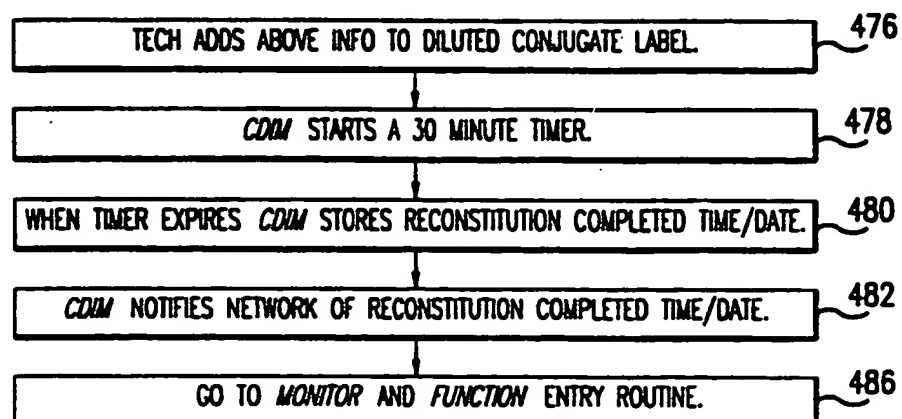 TECH ADDS ABOVE INFO TO DILUTED CONJUGATE LABEL.
476
CDIM STARTS A 30 MINUTE TIMER.
478
WHEN TIMER EXPIRES CDIM STORES RECONSTITUTION COMPLETED TIME/DATE.
480
CDIM NOTIFIES NETWORK OF RECONSTITUTION COMPLETED TIME/DATE.
482
GO TO MONITOR AND FUNCTION ENTRY ROUTINE.
486